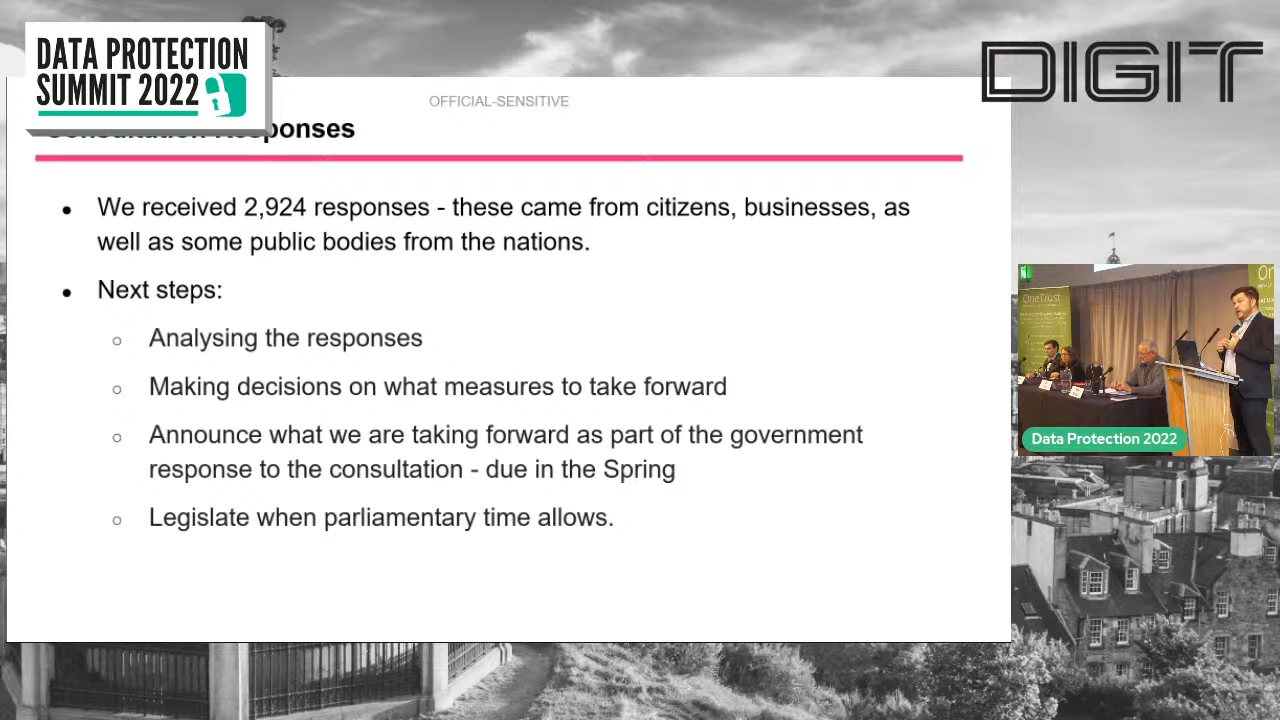 DATA PROTECTION
SUMMIT 2022
DIGIT
OFFICIAL-SENSITIVE
Consultation Responses
• We received 2,924 responses - these came from citizens, businesses, as
well as some public bodies from the nations.
• Next steps:
○ Analysing the responses
○ Making decisions on what measures to take forward
○ Announce what we are taking forward as part of the government
response to the consultation - due in the Spring
○ Legislate when parliamentary time allows.
OneTrust
Data Protection 2022